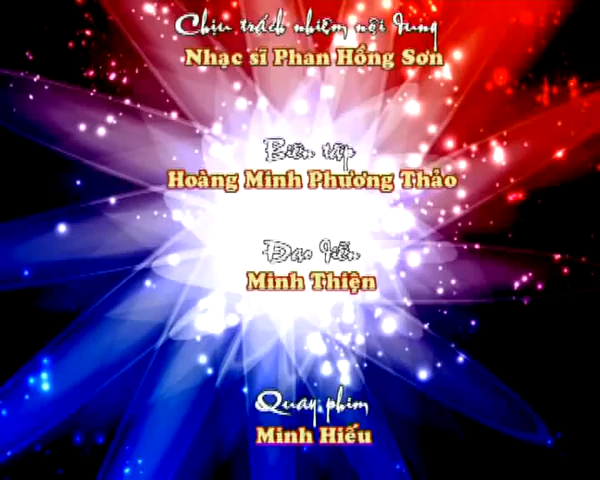 Chịu trách nhiệm nội dung
Nhạc sĩ Phan Hồng Sơn
Biên tập
Hoàng Minh Phương Thảo
Đạo diễn
Minh Thiện
Quay phim
Minh Hiếu